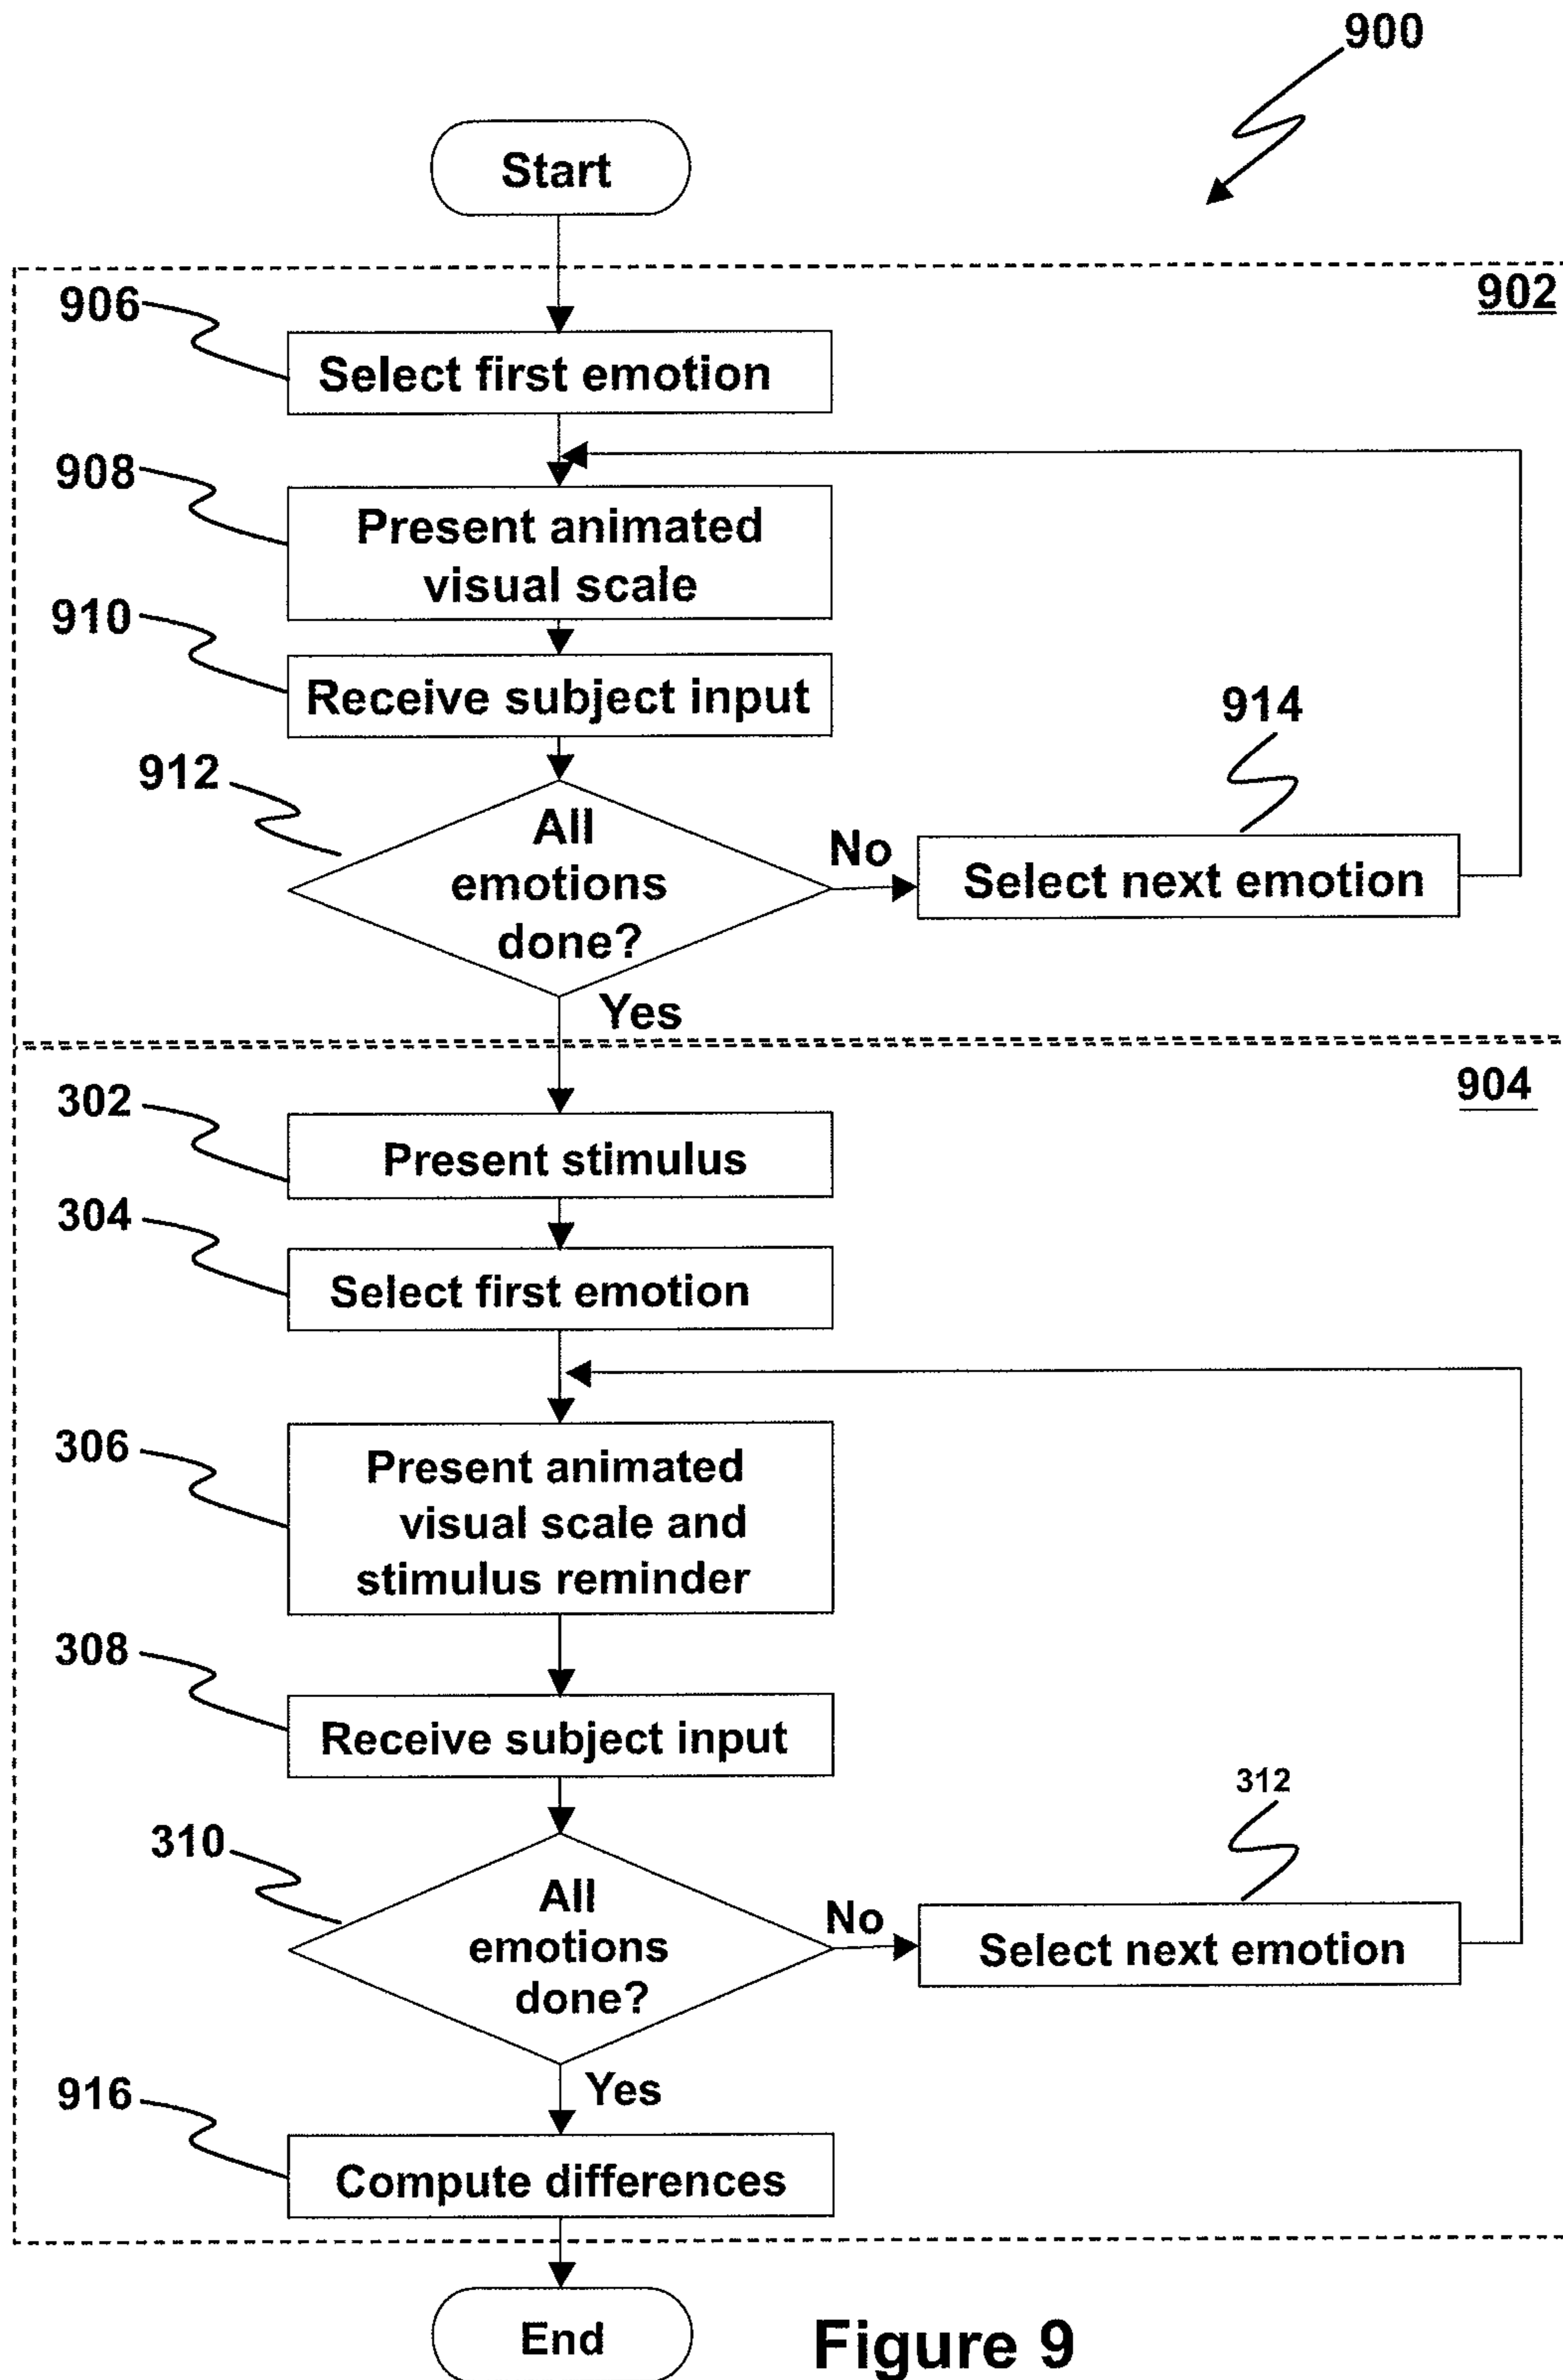 900
Start
902
906
Select first emotion
908
Present animated
visual scale
910
Receive subject input
914
912
All
emotions
done?
No
Select next emotion
Yes
904
302
Present stimulus
304
Select first emotion
306
Present animated
visual scale and
stimulus reminder
308
Receive subject input
312
310
All
emotions
done?
No
Select next emotion
Yes
916
Compute differences
End
Figure 9